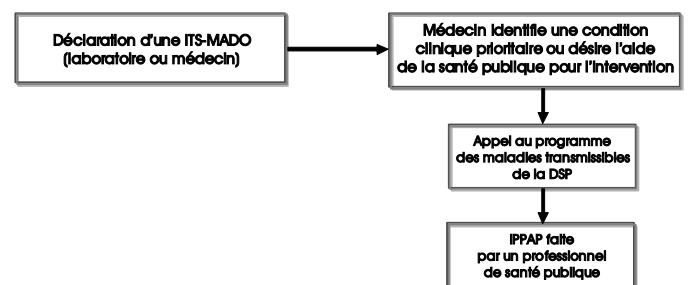 Déclaration d'une ITS-MADO
(laboratoire ou médecin)
Médecin identifie une condition
clinique prioritaire ou désire l'aide
de la santé publique pour l'intervention
Appel au programme
des maladies transmissibles
de la DSP
IPPAP faite
par un professionnel
de santé publique